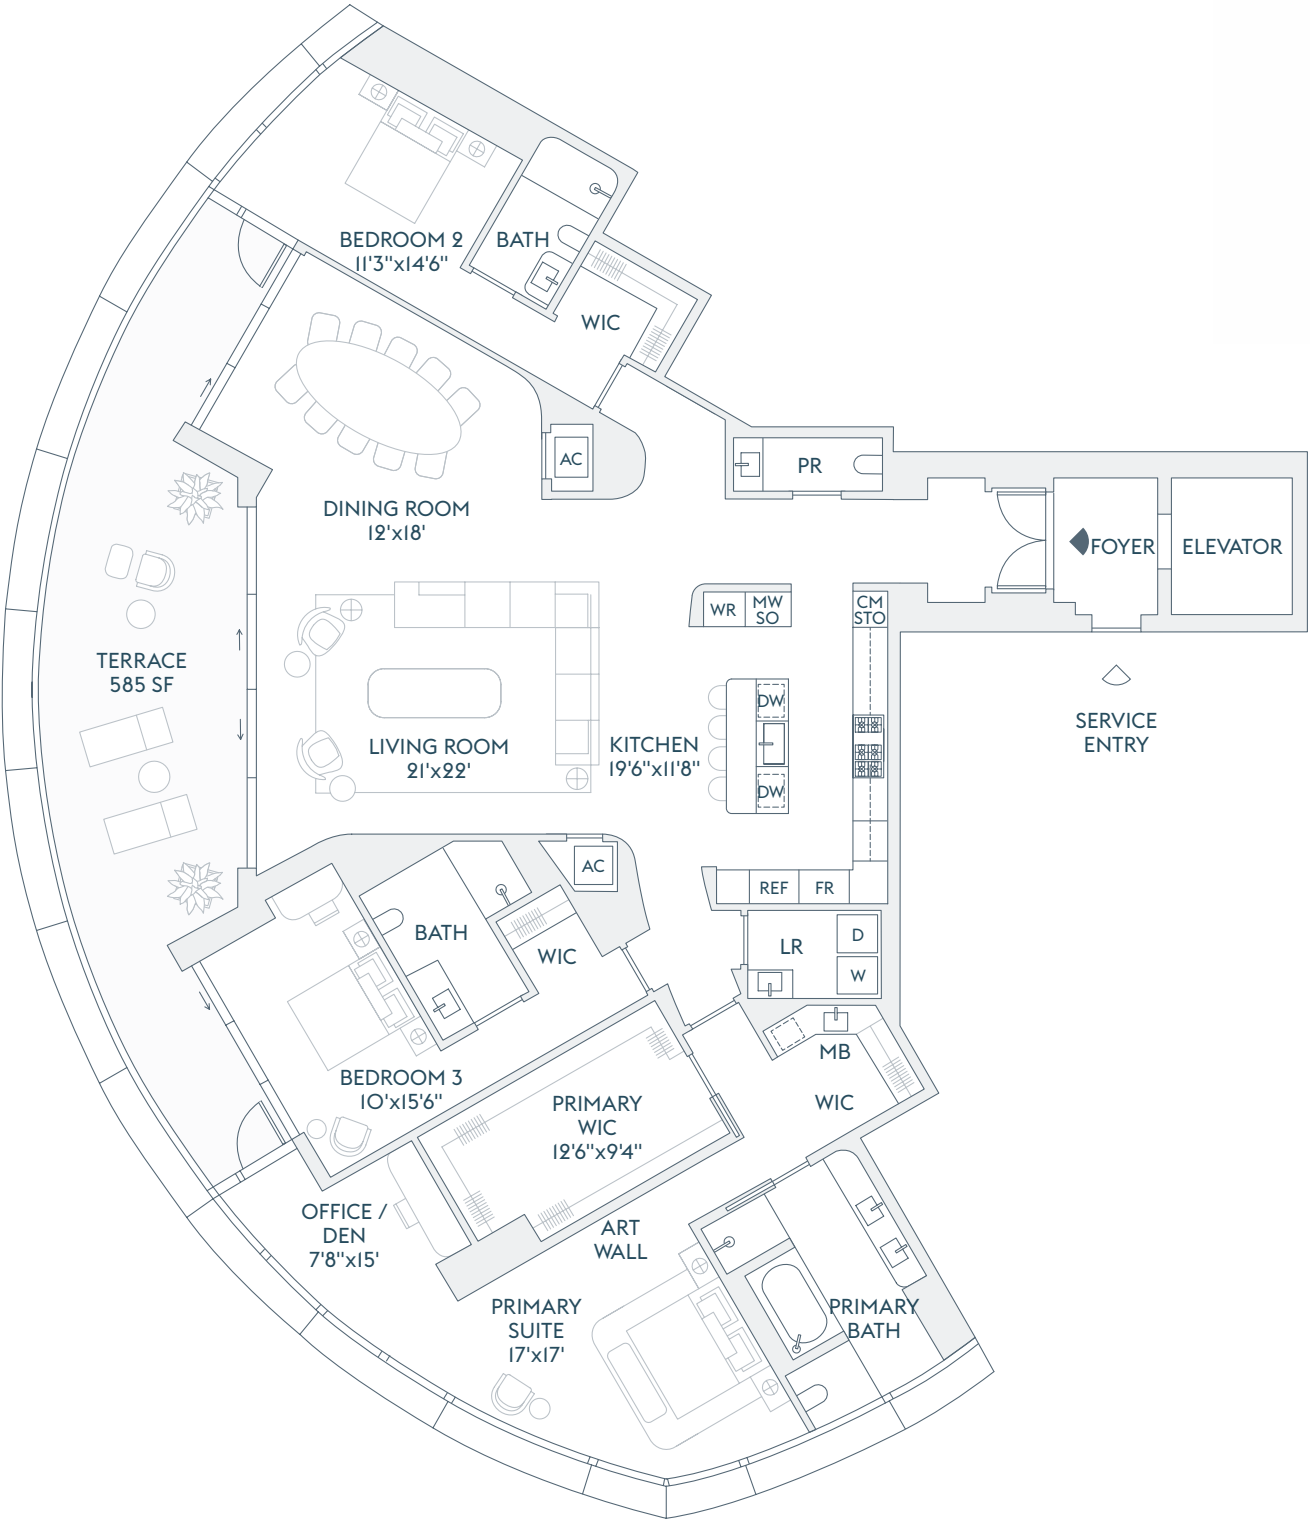 BEDROOM 2
11'3"x14'6"
BATH
WIC
DINING ROOM
12'x18'
AC
PR
FOYER
ELEVATOR
WR
MW
SO
CM
STO
TERRACE
585 SF
LIVING ROOM
21'x22'
KITCHEN
19'6"x11'8"
DW
DW
SERVICE
ENTRY
AC
REF
FR
BATH
WIC
LR
D
W
MB
WIC
BEDROOM 3
10'x15'6"
PRIMARY
WIC
12'6"x9'4"
OFFICE /
DEN
7'8"x15'
ART
WALL
PRIMARY
SUITE
17'x17'
PRIMARY
BATH